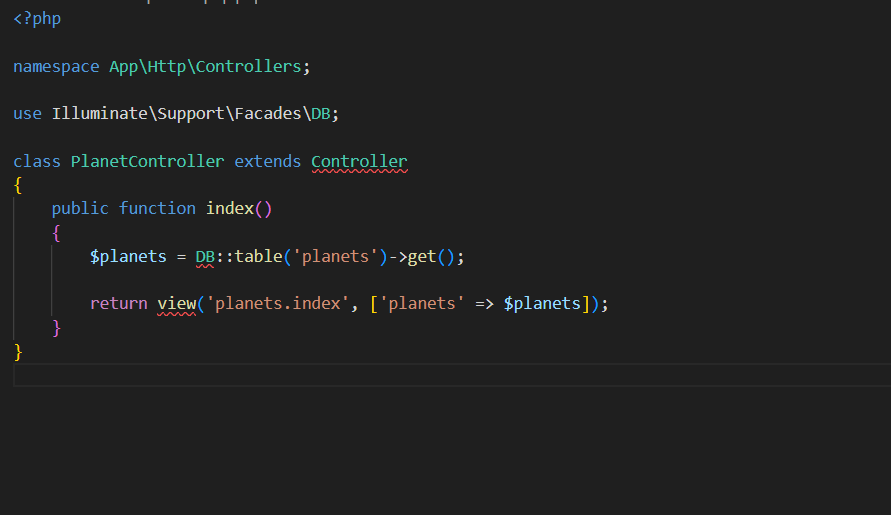 <?php
namespace App\Http\Controllers;
use Illuminate\Support\Facades\DB;
class PlanetController extends Controller
{
public function index()
{
$planets = DB::table('planets')->get();
return view('planets.index', ['planets' => $planets]);
}
}